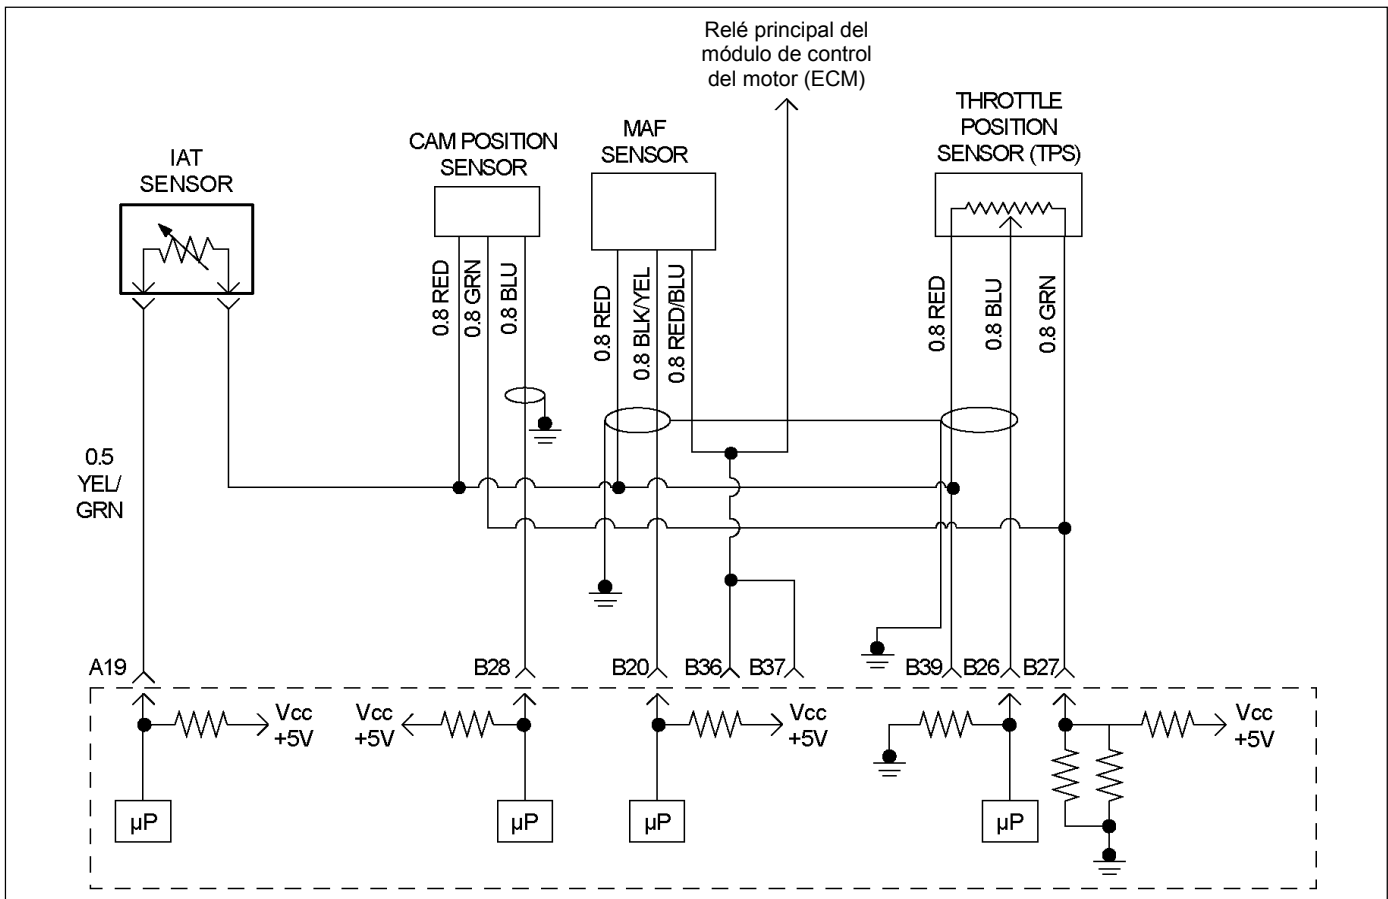 Relé principal del
módulo de control
del motor (ECM)
THROTTLE
POSITION
SENSOR (TPS)
MAF
SENSOR
CAM POSITION
SENSOR
IAT
SENSOR
0.8 RED
0.8 GRN
0.8 BLU
0.8 RED
0.8 BLK/YEL
0.8 RED/BLU
0.8 RED
0.8 BLU
0.8 GRN
0.5
YEL/
GRN
A19
B28
B20
B36
B37
B39
B26
B27
Vcc
+5V
Vcc
+5V
Vcc
+5V
Vcc
+5V
µP
µP
µP
µP